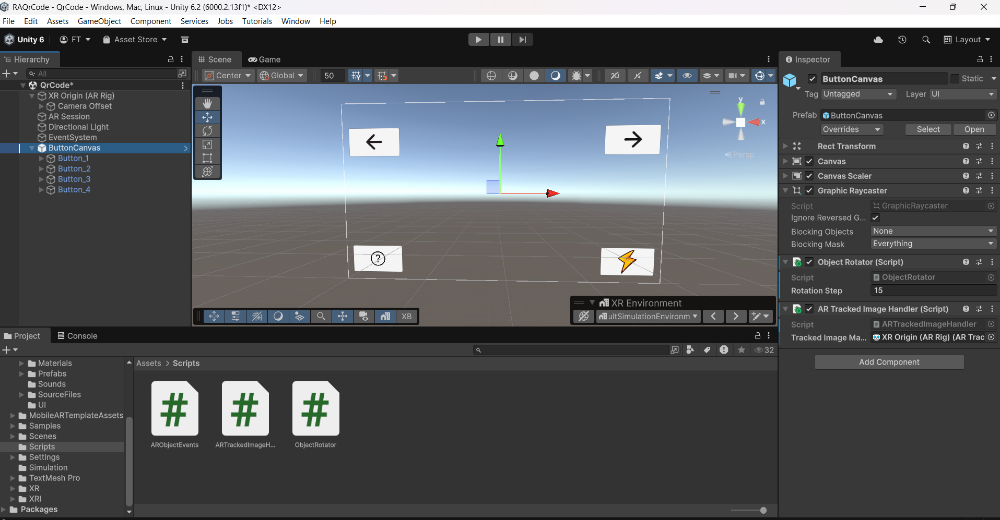 RAQrCode - QrCode - Windows, Mac, Linux - Unity 6.2 (6000.2.13f1)* <DX12>
File Edit Assets GameObject Component Services Jobs Tutorials Window Help
Unity 6 FT Asset Store Layout
Hierarchy
All
QrCode*
XR Origin (AR Rig)
Camera Offset
AR Session
Directional Light
EventSystem
ButtonCanvas
Button_1
Button_2
Button_3
Button_4
Scene Game
Center Global 50 2D
y
x
Persp
?
XR Environment
ultSimulationEnvironm
XB
Inspector
ButtonCanvas Static
Tag Untagged Layer UI
Prefab ButtonCanvas
Overrides Select Open
Rect Transform
Canvas
Canvas Scaler
Graphic Raycaster
Script GraphicRaycaster
Ignore Reversed G...
Blocking Objects None
Blocking Mask Everything
Object Rotator (Script)
Script ObjectRotator
Rotation Step 15
AR Tracked Image Handler (Script)
Script ARTrackedImageHandler
Tracked Image Ma... XR Origin (AR Rig) (AR Trac
Add Component
Project Console
32
Materials
Prefabs
Sounds
SourceFiles
UI
MobileARTemplateAssets
Samples
Scenes
Scripts
Settings
Simulation
TextMesh Pro
XR
XRI
Packages
Assets > Scripts
ARObjectEvents ARTrackedImageH... ObjectRotator